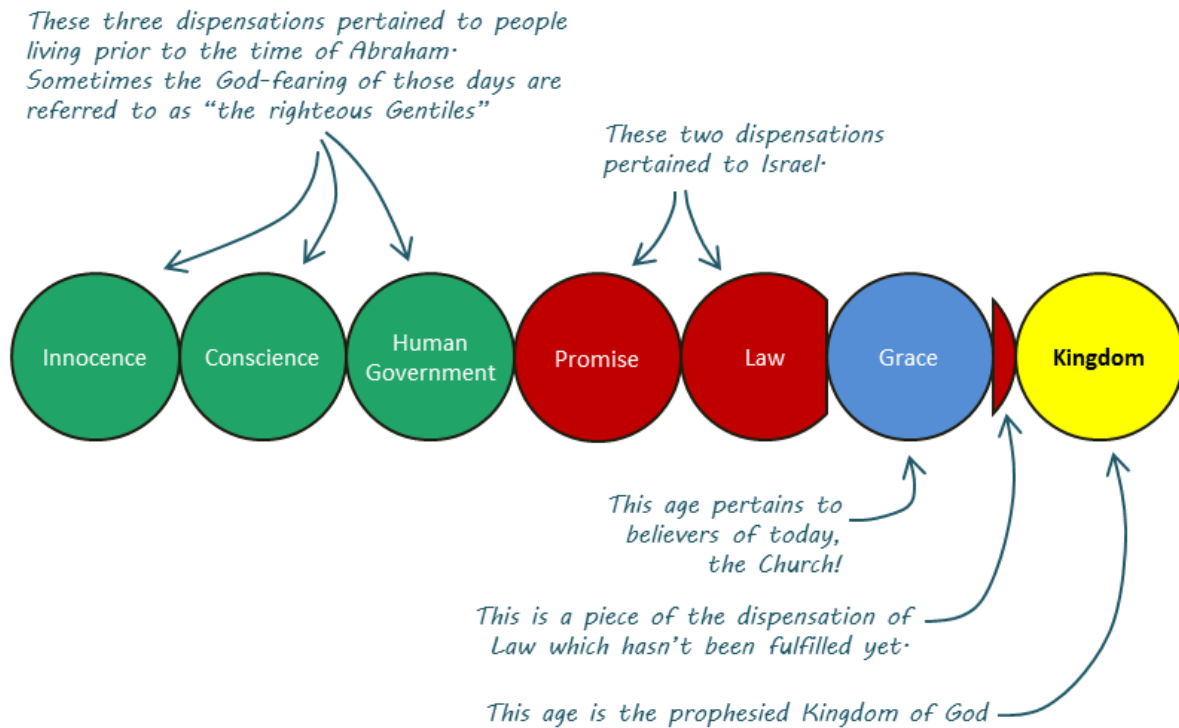 These three dispensations pertained to people
living prior to the time of Abraham.
Sometimes the God-fearing of those days are
referred to as “the righteous Gentiles”
These two dispensations
pertained to Israel.
Innocence
Conscience
Human
Government
Promise
Law
Grace
Kingdom
This age pertains to
believers of today,
the Church!
This is a piece of the dispensation of
Law which hasn’t been fulfilled yet.
This age is the prophesied Kingdom of God